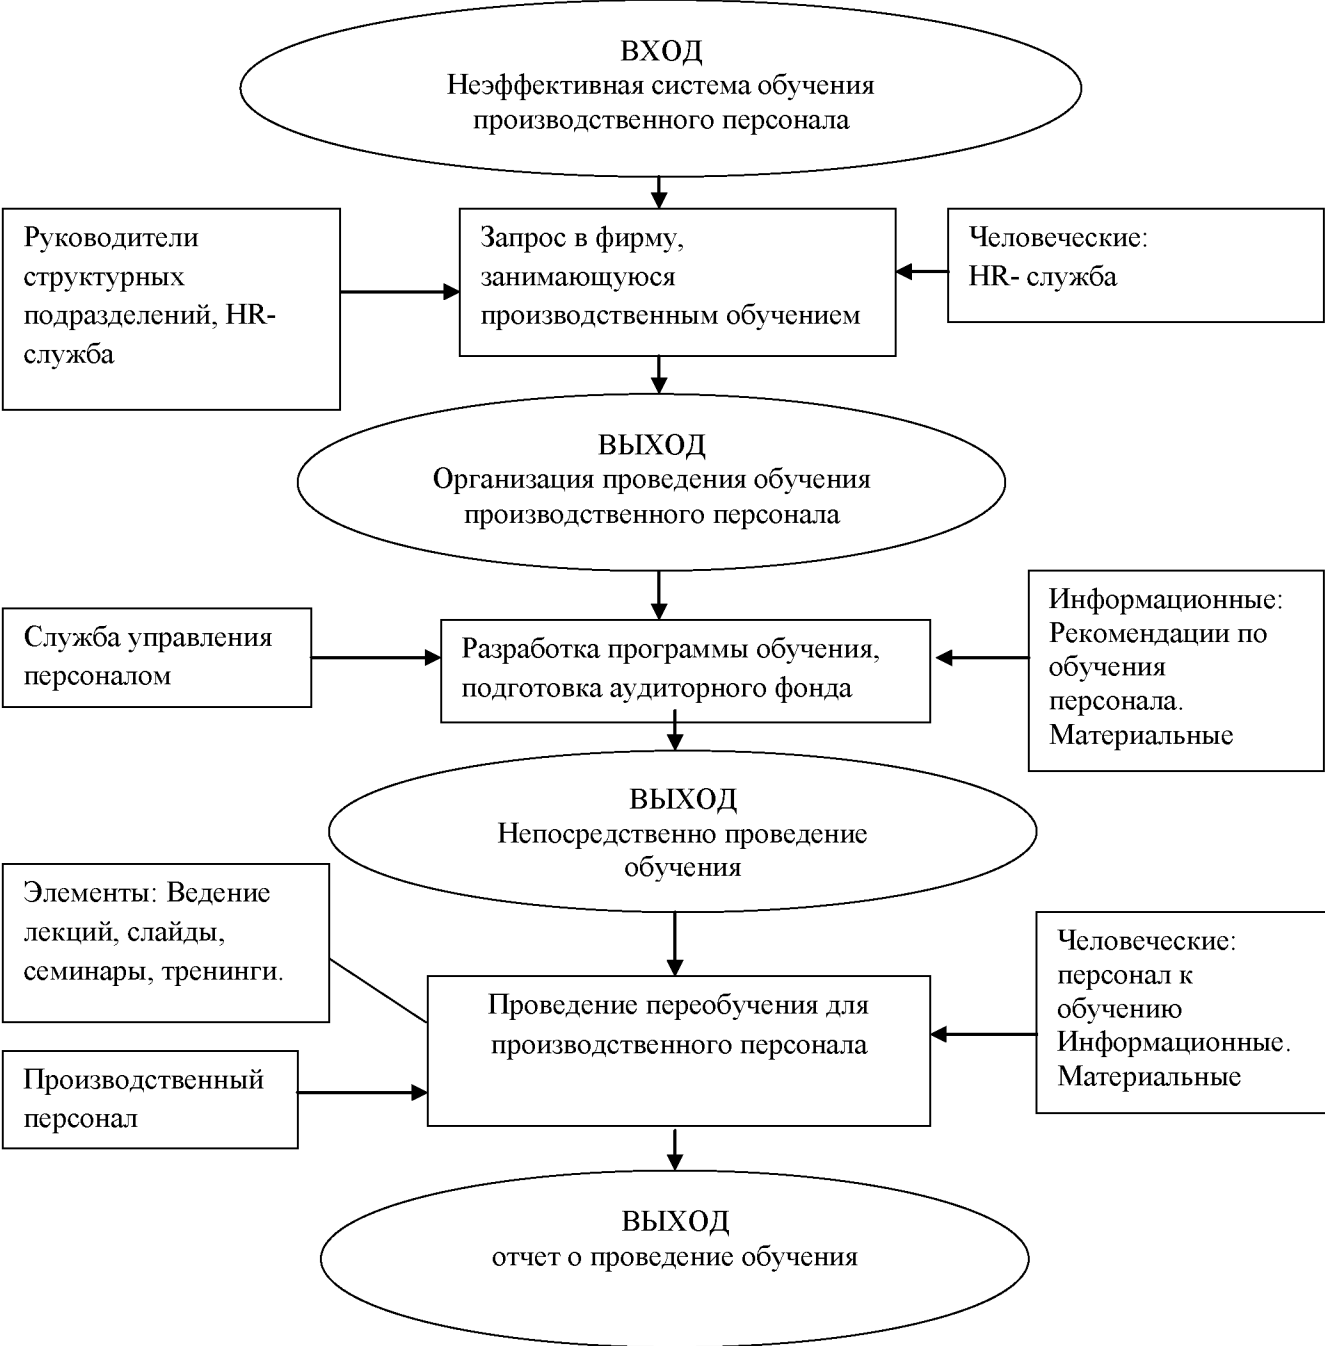 ВХОД
Неэффективная система обучения
производственного персонала
Руководители
структурных
подразделений, HR-
служба
Запрос в фирму,
занимающуюся
производственным обучением
Человеческие:
HR- служба
ВЫХОД
Организация проведения обучения
производственного персонала
Служба управления
персоналом
Разработка программы обучения,
подготовка аудиторного фонда
Информационные:
Рекомендации по
обучения
персонала.
Материальные
ВЫХОД
Непосредственно проведение
обучения
Элементы: Ведение
лекций, слайды,
семинары, тренинги.
Производственный
персонал
Проведение переобучения для
производственного персонала
Человеческие:
персонал к
обучению
Информационные.
Материальные
ВЫХОД
отчет о проведение обучения